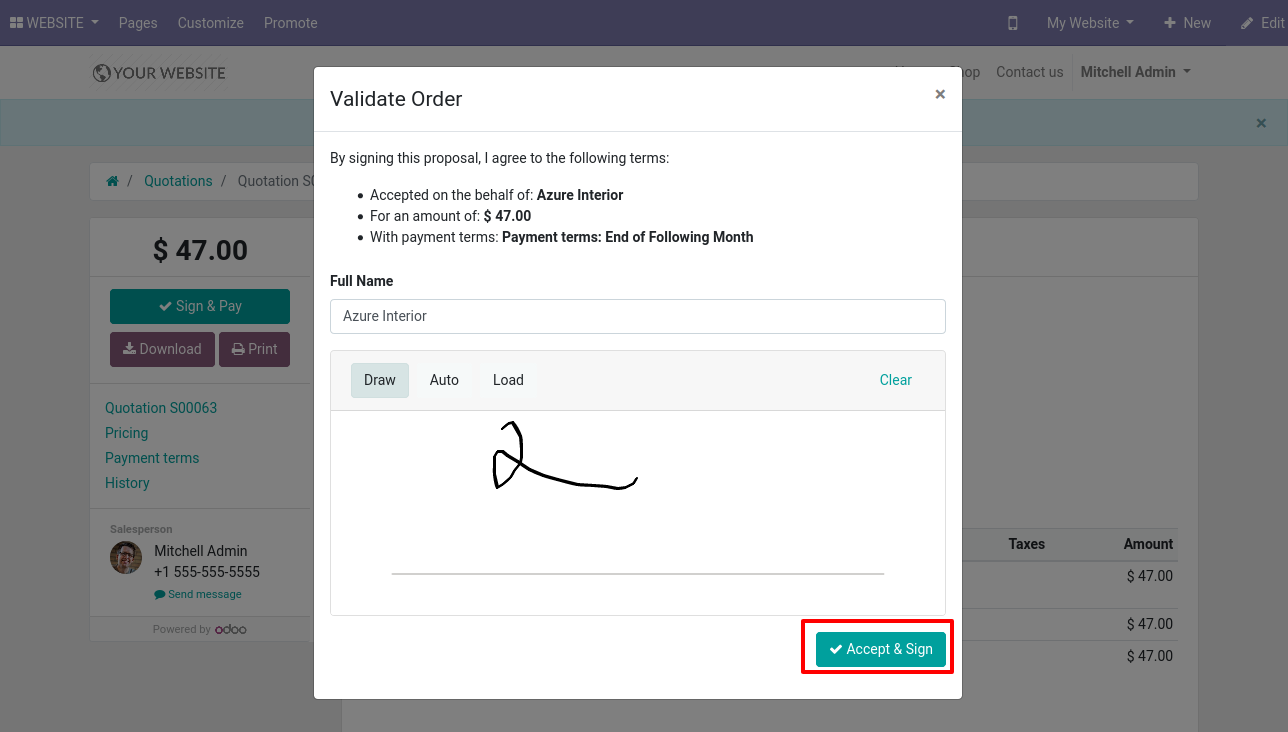 WEBSITE Pages Customize Promote My Website New Edit
YOUR WEBSITE Contact us Mitchell Admin
Validate Order ×
By signing this proposal, I agree to the following terms:
Accepted on the behalf of: Azure Interior
For an amount of: $ 47.00
With payment terms: Payment terms: End of Following Month
Full Name
Azure Interior
Draw Auto Load Clear
Accept & Sign
×
/ Quotations / Quotation
$ 47.00
Sign & Pay
Download Print
Quotation S00063
Pricing
Payment terms
History
Salesperson
Mitchell Admin
+1 555-555-5555
Send message
Powered by odoo
Taxes Amount
$ 47.00
$ 47.00
$ 47.00